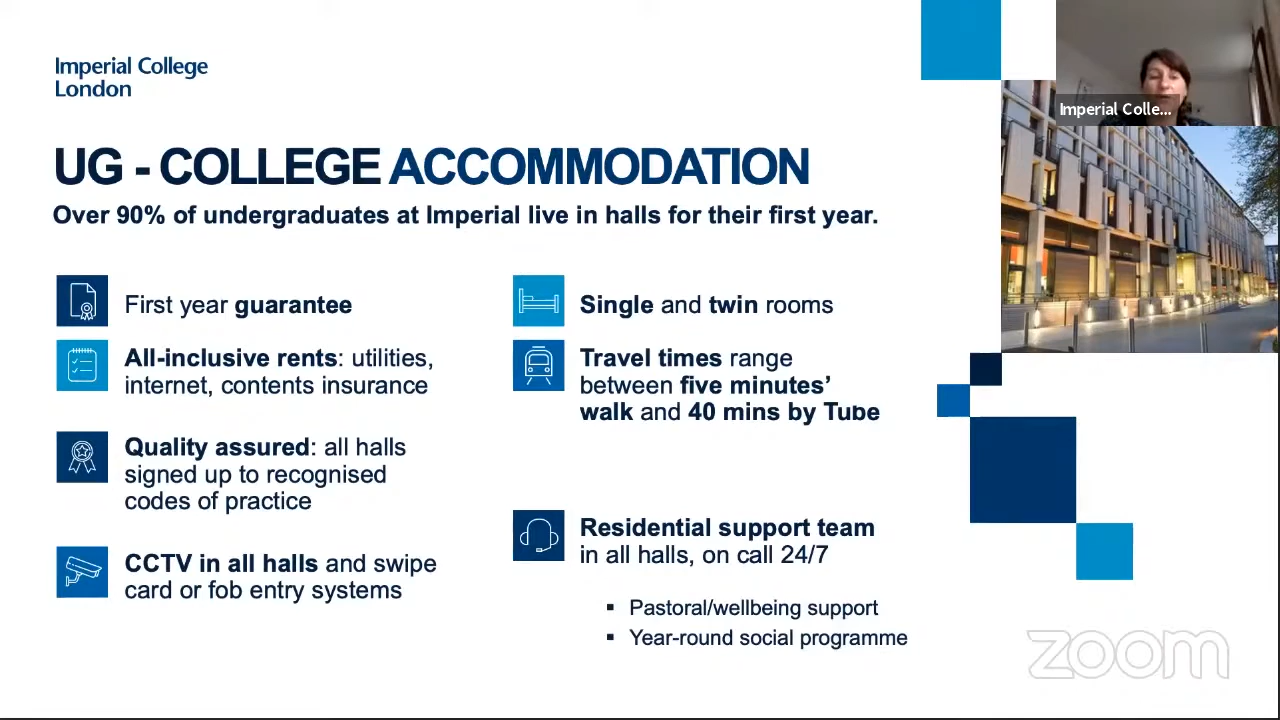 Imperial College
London
Imperial Colle...
UG - COLLEGE ACCOMMODATION
Over 90% of undergraduates at Imperial live in halls for their first year.
First year guarantee
All-inclusive rents: utilities,
internet, contents insurance
Quality assured: all halls
signed up to recognised
codes of practice
CCTV in all halls and swipe
card or fob entry systems
Single and twin rooms
Travel times range
between five minutes’
walk and 40 mins by Tube
Residential support team
in all halls, on call 24/7
▪ Pastoral/wellbeing support
▪ Year-round social programme
zoom